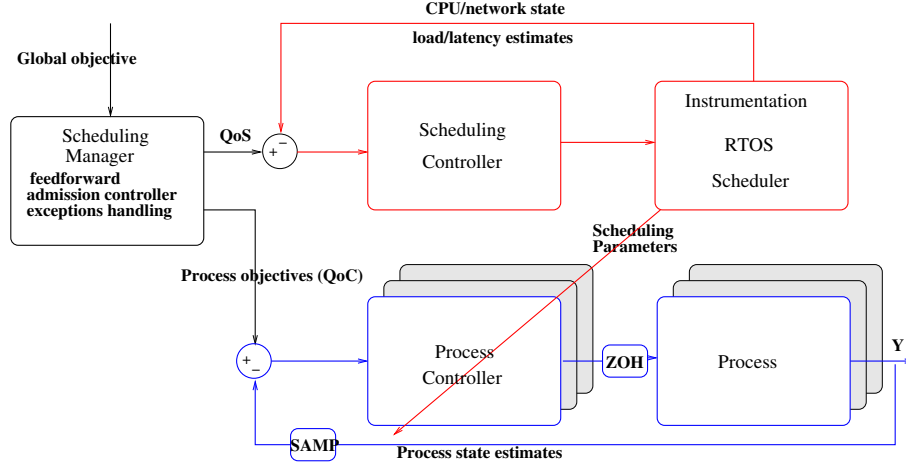 CPU/network state
load/latency estimates
Global objective
Scheduling
Manager
feedforward
admission controller
exceptions handling
QoS
+
−
Scheduling
Controller
Instrumentation
RTOS
Scheduler
Scheduling
Parameters
Process objectives (QoC)
+
−
Process
Controller
ZOH
Process
Y
SAMP
Process state estimates